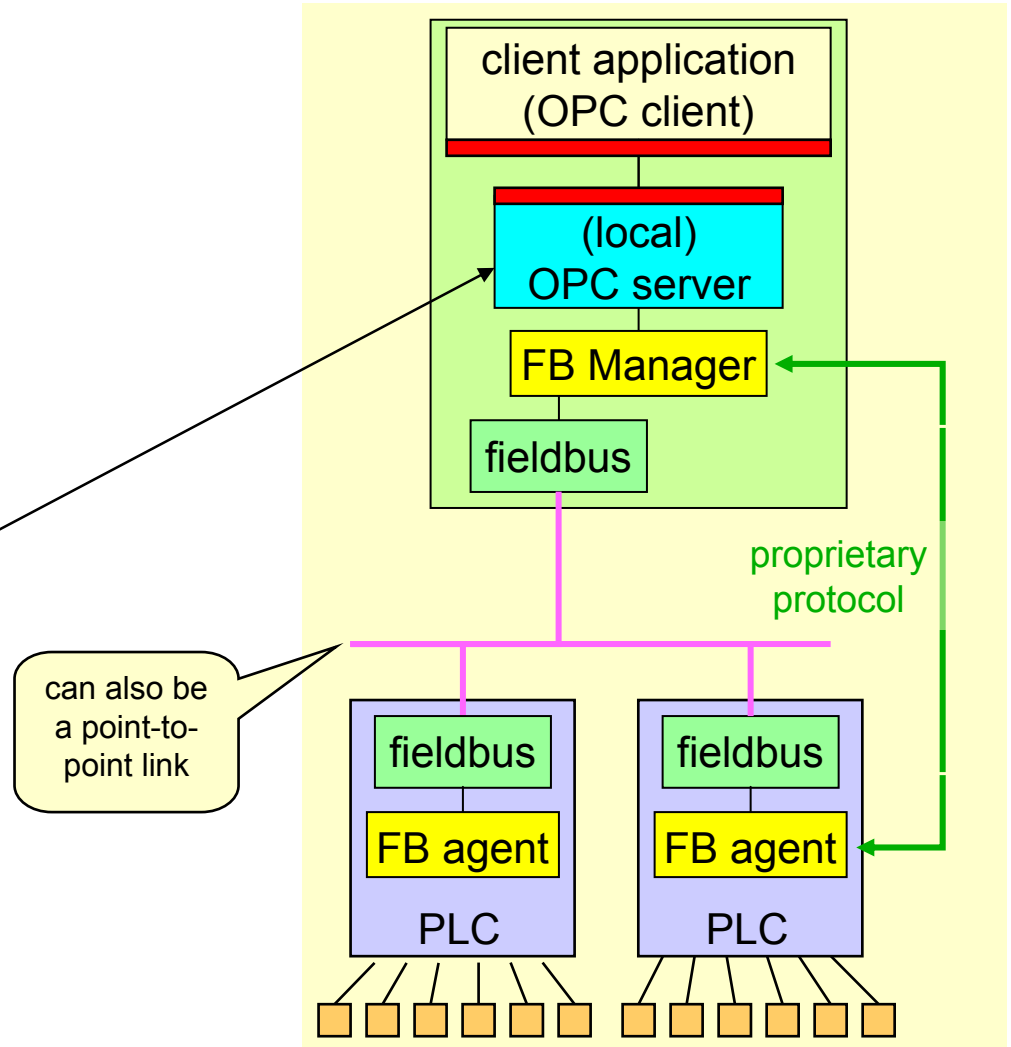 client application
(OPC client)
(local)
OPC server
FB Manager
fieldbus
proprietary
protocol
can also be
a point-to-
point link
fieldbus
fieldbus
FB agent
FB agent
PLC
PLC